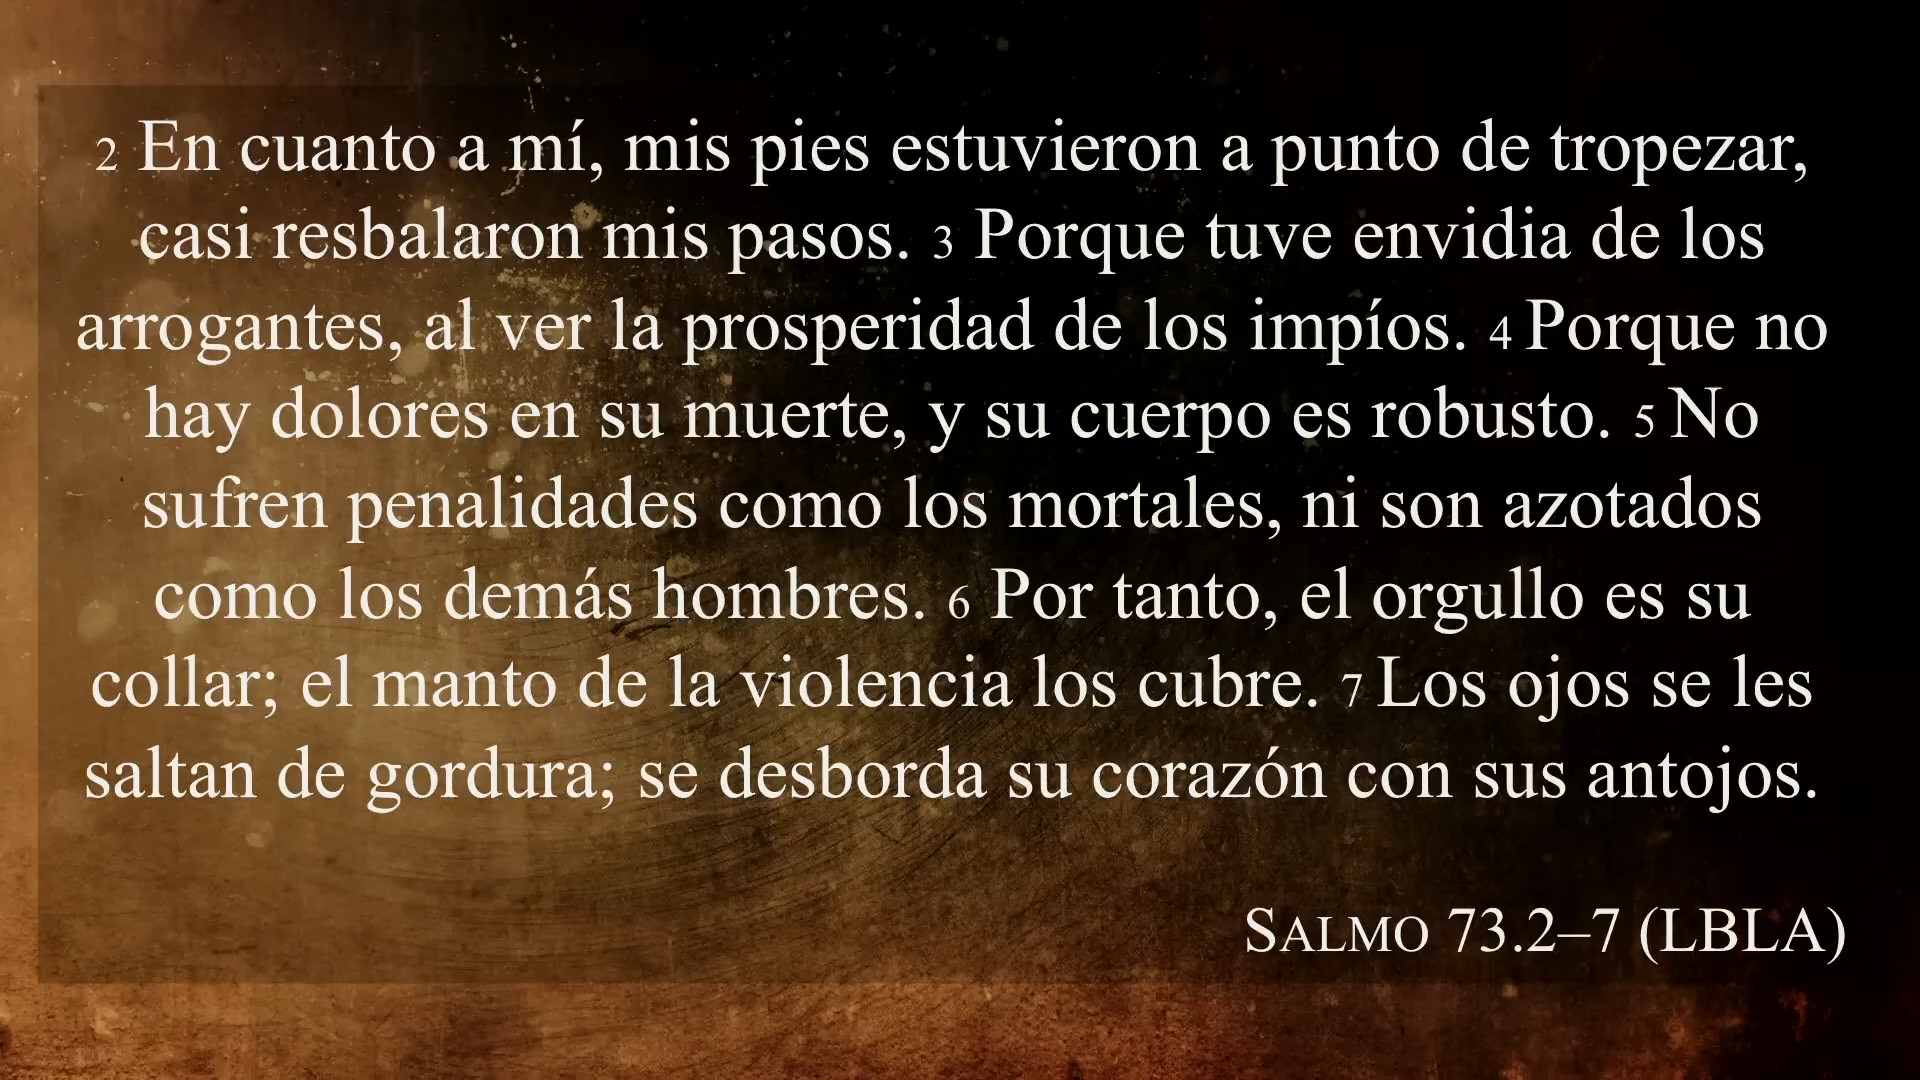 2 En cuanto a mí, mis pies estuvieron a punto de tropezar,
casi resbalaron mis pasos. 3 Porque tuve envidia de los
arrogantes, al ver la prosperidad de los impíos. 4 Porque no
hay dolores en su muerte, y su cuerpo es robusto. 5 No
sufren penalidades como los mortales, ni son azotados
como los demás hombres. 6 Por tanto, el orgullo es su
collar; el manto de la violencia los cubre. 7 Los ojos se les
saltan de gordura; se desborda su corazón con sus antojos.
SALMO 73.2–7 (LBLA)